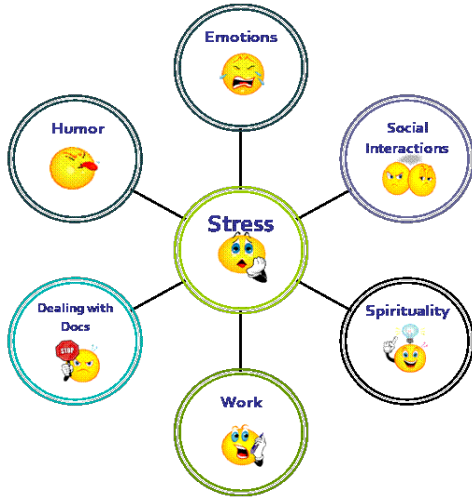 Emotions
Humor
Social
Interactions
Stress
Dealing with
Docs
STOP
Spirituality
Work